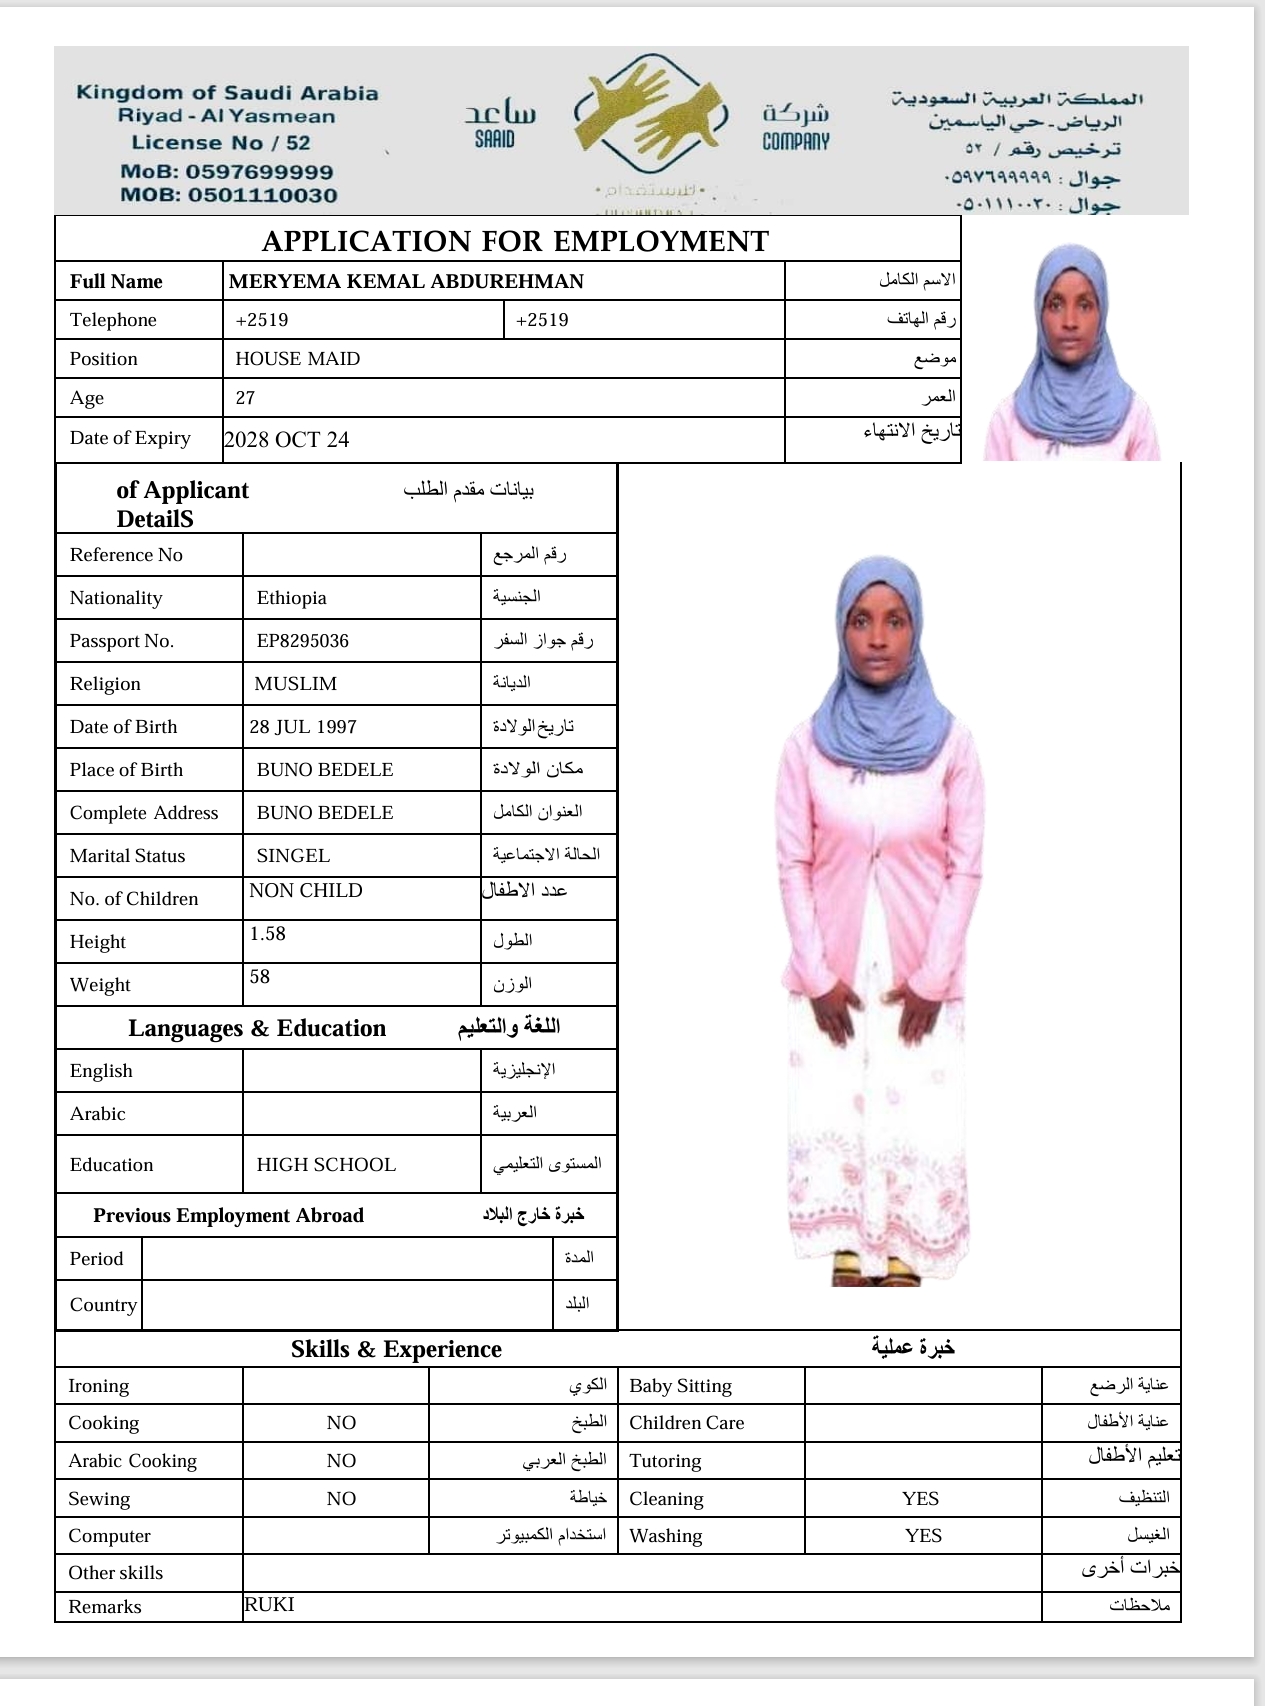 Kingdom of Saudi Arabia
Riyad - Al Yasmean
License No / 52
MoB: 0597699999
MOB: 0501110030
ساعد
SAAID
شركة
COMPANY
للاستقدام
المملكة العربية السعودية
الرياض - حي الياسمين
ترخيص رقم / ٥٢
جوال : ٠٥٩٧٦٩٩٩٩٩
جوال : ٠٥٠١١١٠٠٣٠
APPLICATION FOR EMPLOYMENT
Full Name MERYEMA KEMAL ABDUREHMAN الاسم الكامل
Telephone +2519 +2519 رقم الهاتف
Position HOUSE MAID موضع
Age 27 العمر
Date of Expiry 2028 OCT 24 تاريخ الانتهاء
of Applicant بيانات مقدم الطلب
DetailS
Reference No رقم المرجع
Nationality Ethiopia الجنسية
Passport No. EP8295036 رقم جواز السفر
Religion MUSLIM الديانة
Date of Birth 28 JUL 1997 تاريخ الولادة
Place of Birth BUNO BEDELE مكان الولادة
Complete Address BUNO BEDELE العنوان الكامل
Marital Status SINGEL الحالة الاجتماعية
No. of Children NON CHILD عدد الاطفال
Height 1.58 الطول
Weight 58 الوزن
Languages & Education اللغة والتعليم
English الإنجليزية
Arabic العربية
Education HIGH SCHOOL المستوى التعليمي
Previous Employment Abroad خبرة خارج البلاد
Period المدة
Country البلد
Skills & Experience خبرة عملية
Ironing الكوي Baby Sitting عناية الرضع
Cooking NO الطبخ Children Care عناية الأطفال
Arabic Cooking NO الطبخ العربي Tutoring تعليم الأطفال
Sewing NO خياطة Cleaning YES التنظيف
Computer استخدام الكمبيوتر Washing YES الغيسل
Other skills خبرات أخرى
Remarks RUKI ملاحظات